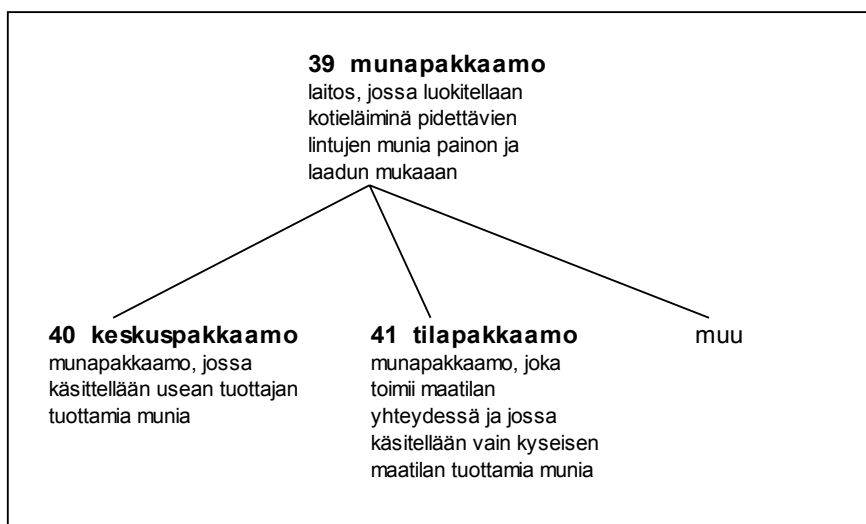 39 munapakkaamo
laitos, jossa luokitellaan
kotieläiminä pidettävien
lintujen munia painon ja
laadun mukaaan
40 keskuspakkaamo
munapakkaamo, jossa
käsittellään usean tuottajan
tuottamia munia
41 tilapakkaamo
munapakkaamo, joka
toimii maatilan
yhteydessä ja jossa
käsitellään vain kyseisen
maatilan tuottamia munia
muu